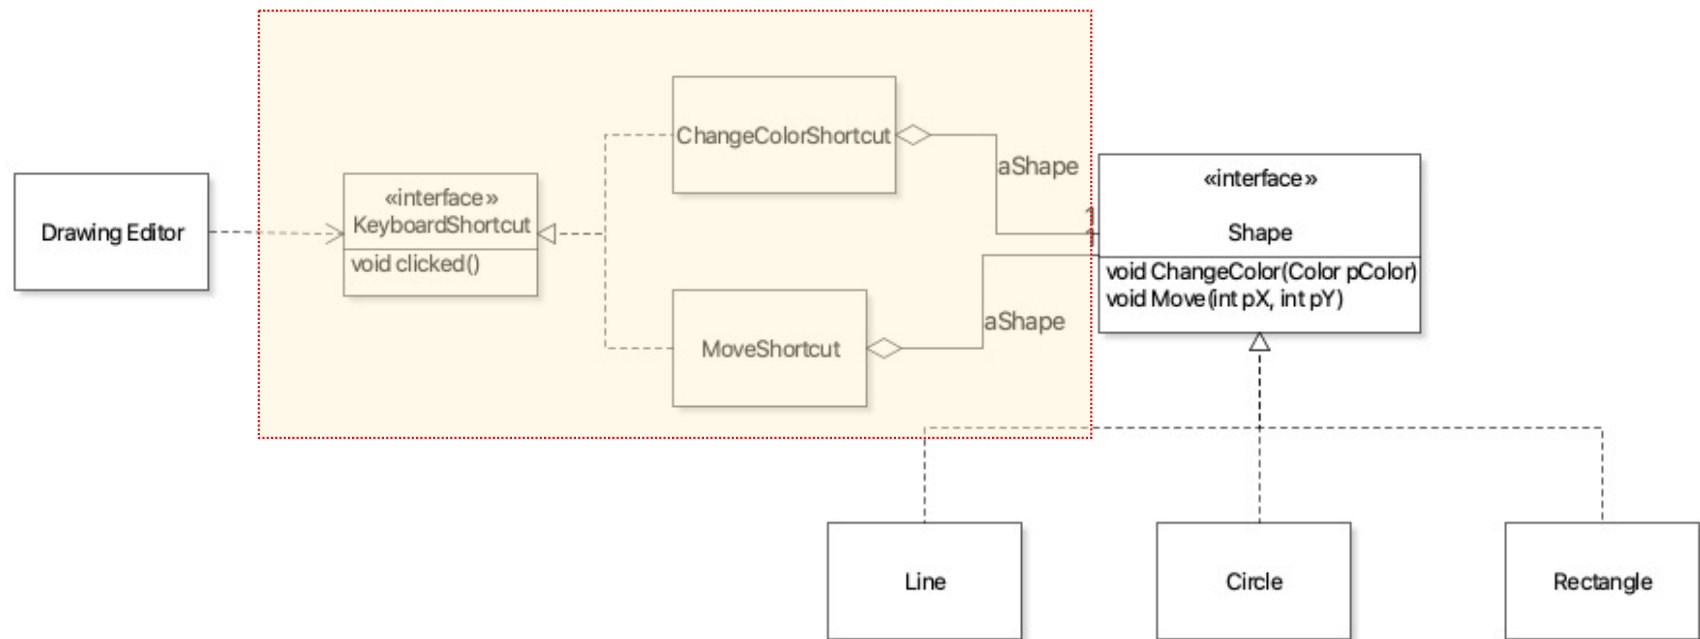 ChangeColorShortcut
aShape
«interface»
KeyboardShortcut
void clicked()
Drawing Editor
«interface»
Shape
void ChangeColor(Color pColor)
void Move(int pX, int pY)
1
1
aShape
MoveShortcut
Line
Circle
Rectangle